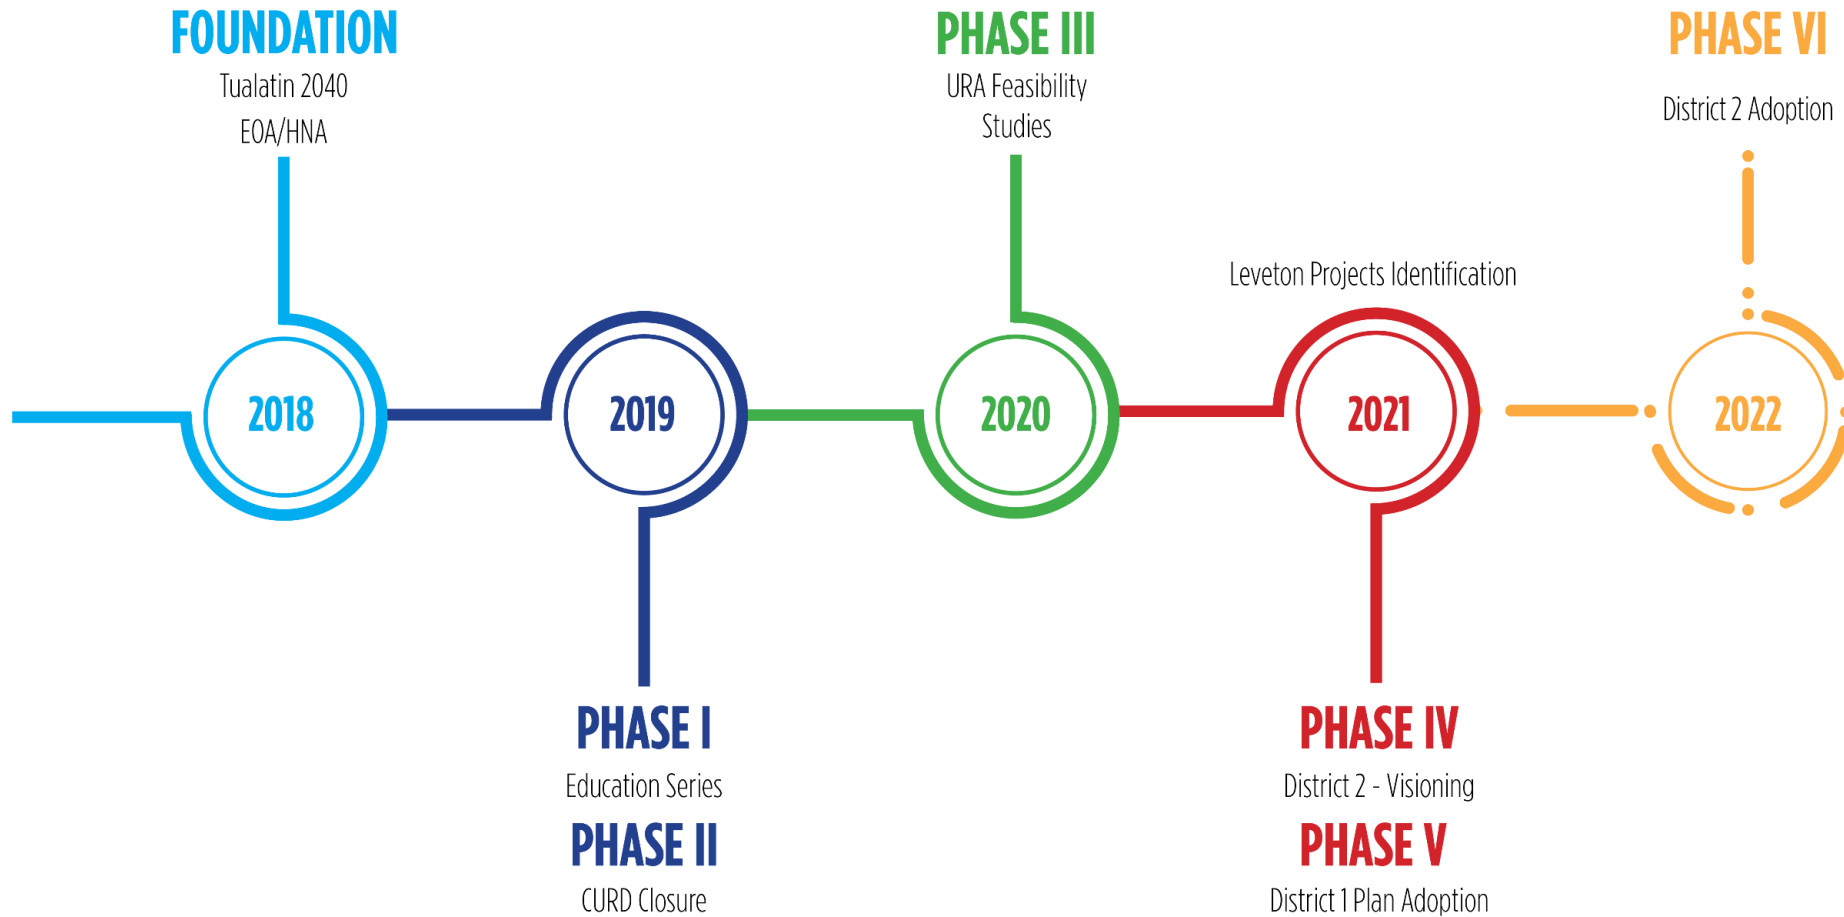 FOUNDATION
Tualatin 2040
EOA/HNA
2018
2019
PHASE I
Education Series
PHASE II
CURD Closure
PHASE III
URA Feasibility
Studies
2020
Leveton Projects Identification
2021
PHASE IV
District 2 - Visioning
PHASE V
District 1 Plan Adoption
PHASE VI
District 2 Adoption
2022